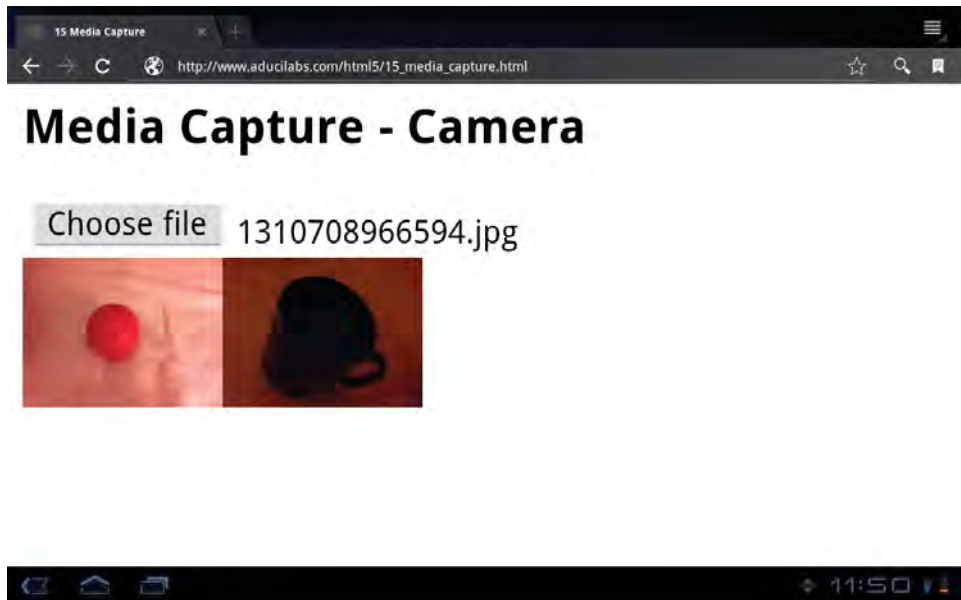 15 Media Capture
http://www.aducilabs.com/html5/15_media_capture.html
Media Capture - Camera
Choose file 1310708966594.jpg
11:50